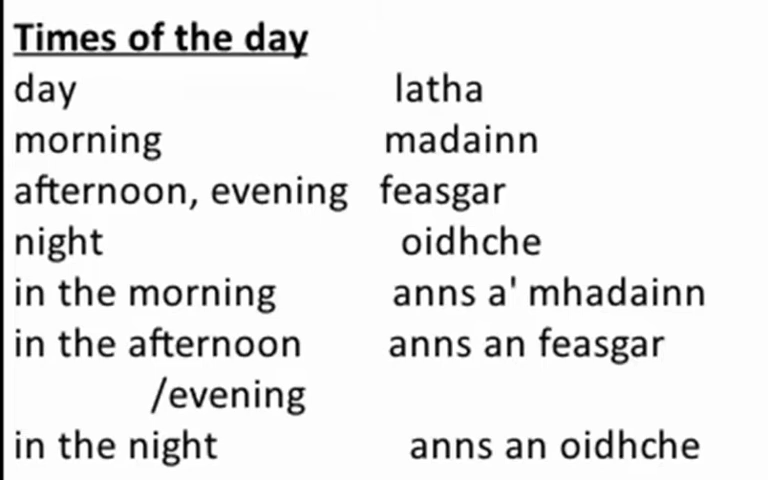 Times of the day
day latha
morning madainn
afternoon, evening feasgar
night oidhche
in the morning anns a' mhadainn
in the afternoon anns an feasgar
/evening
in the night anns an oidhche